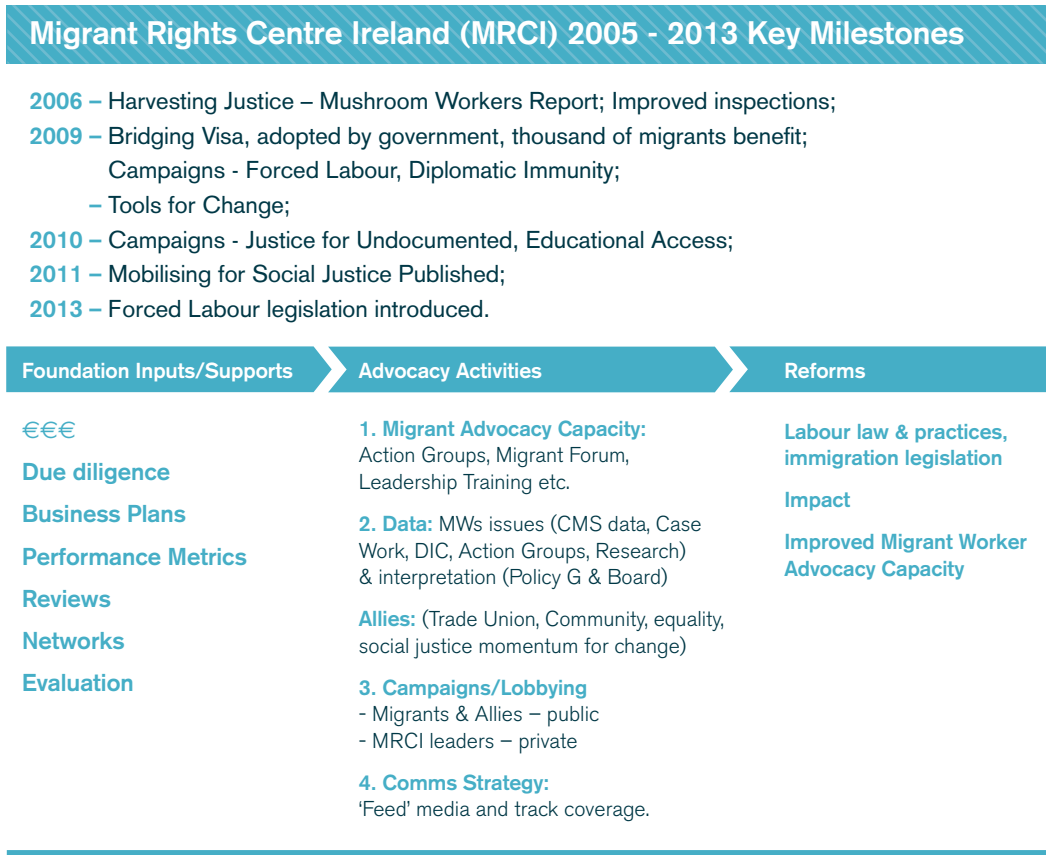 Migrant Rights Centre Ireland (MRCI) 2005 - 2013 Key Milestones
2006 – Harvesting Justice – Mushroom Workers Report; Improved inspections;
2009 – Bridging Visa, adopted by government, thousand of migrants benefit;
Campaigns - Forced Labour, Diplomatic Immunity;
– Tools for Change;
2010 – Campaigns - Justice for Undocumented, Educational Access;
2011 – Mobilising for Social Justice Published;
2013 – Forced Labour legislation introduced.
Foundation Inputs/Supports
€€€
Due diligence
Business Plans
Performance Metrics
Reviews
Networks
Evaluation
Advocacy Activities
1. Migrant Advocacy Capacity:
Action Groups, Migrant Forum,
Leadership Training etc.
2. Data: MWs issues (CMS data, Case
Work, DIC, Action Groups, Research)
& interpretation (Policy G & Board)
Allies: (Trade Union, Community, equality,
social justice momentum for change)
3. Campaigns/Lobbying
- Migrants & Allies – public
- MRCI leaders – private
4. Comms Strategy:
‘Feed’ media and track coverage.
Reforms
Labour law & practices,
immigration legislation
Impact
Improved Migrant Worker
Advocacy Capacity